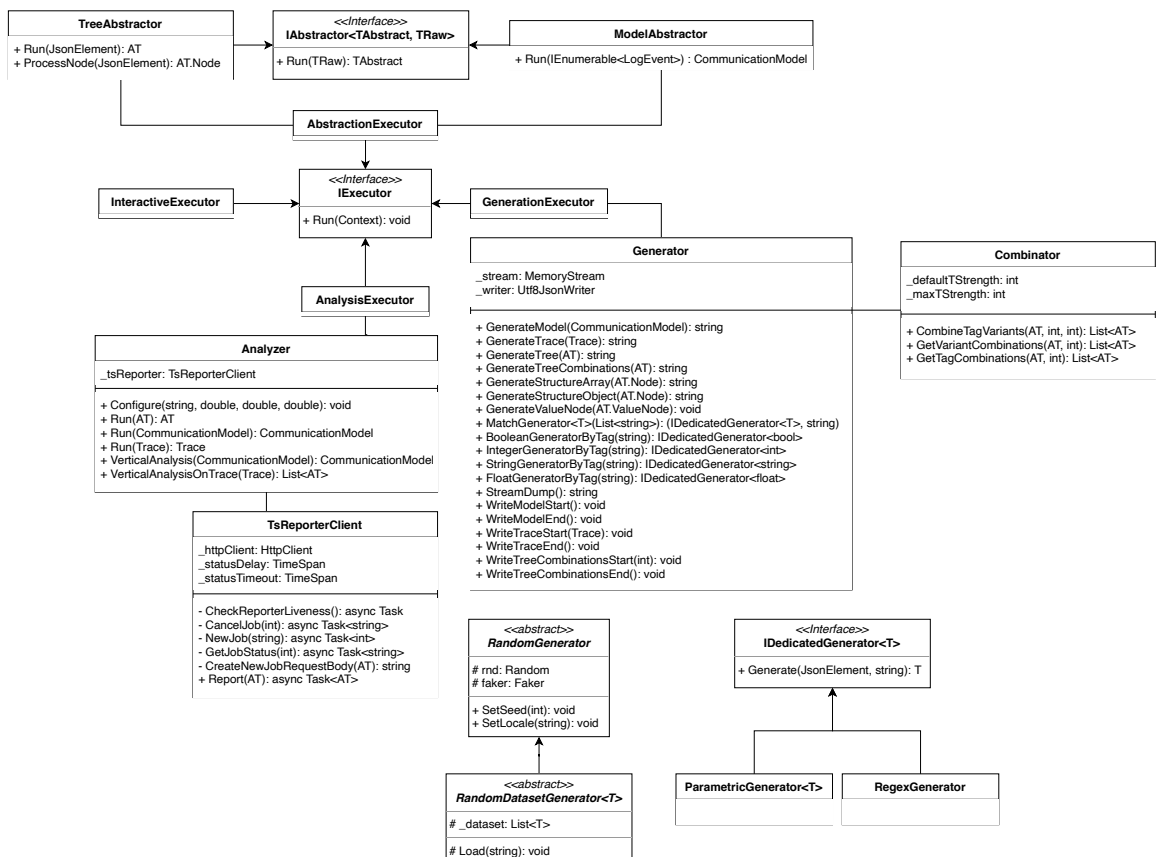 TreeAbstractor
+ Run(JsonElement): AT
+ ProcessNode(JsonElement): AT.Node
<<Interface>>
IAbstractor<TAbstract, TRaw>
+ Run(TRaw): TAbstract
ModelAbstractor
+ Run(IEnumerable<LogEvent>) : CommunicationModel
AbstractionExecutor
<<Interface>>
IExecutor
+ Run(Context): void
InteractiveExecutor
GenerationExecutor
AnalysisExecutor
Generator
_stream: MemoryStream
_writer: Utf8JsonWriter
+ GenerateModel(CommunicationModel): string
+ GenerateTrace(Trace): string
+ GenerateTree(AT): string
+ GenerateTreeCombinations(AT): string
+ GenerateStructureArray(AT.Node): string
+ GenerateStructureObject(AT.Node): string
+ GenerateValueNode(AT.ValueNode): void
+ MatchGenerator<T>(List<string>): (IDedicatedGenerator<T>, string)
+ BooleanGeneratorByTag(string): IDedicatedGenerator<bool>
+ IntegerGeneratorByTag(string): IDedicatedGenerator<int>
+ StringGeneratorByTag(string): IDedicatedGenerator<string>
+ FloatGeneratorByTag(string): IDedicatedGenerator<float>
+ StreamDump(): string
+ WriteModelStart(): void
+ WriteModelEnd(): void
+ WriteTraceStart(Trace): void
+ WriteTraceEnd(): void
+ WriteTreeCombinationsStart(int): void
+ WriteTreeCombinationsEnd(): void
Combinator
_defaultTStrength: int
_maxTStrength: int
+ CombineTagVariants(AT, int, int): List<AT>
+ GetVariantCombinations(AT, int): List<AT>
+ GetTagCombinations(AT, int): List<AT>
Analyzer
_tsReporter: TsReporterClient
+ Configure(string, double, double, double): void
+ Run(AT): AT
+ Run(CommunicationModel): CommunicationModel
+ Run(Trace): Trace
+ VerticalAnalysis(CommunicationModel): CommunicationModel
+ VerticalAnalysisOnTrace(Trace): List<AT>
TsReporterClient
_httpClient: HttpClient
_statusDelay: TimeSpan
_statusTimeout: TimeSpan
- CheckReporterLiveness(): async Task
- CancelJob(int): async Task<string>
- NewJob(string): async Task<int>
- GetJobStatus(int): async Task<string>
- CreateNewJobRequestBody(AT): string
+ Report(AT): async Task<AT>
<<abstract>>
RandomGenerator
# rnd: Random
# faker: Faker
+ SetSeed(int): void
+ SetLocale(string): void
<<Interface>>
IDedicatedGenerator<T>
+ Generate(JsonElement, string): T
<<abstract>>
RandomDatasetGenerator<T>
# _dataset: List<T>
# Load(string): void
ParametricGenerator<T>
RegexGenerator